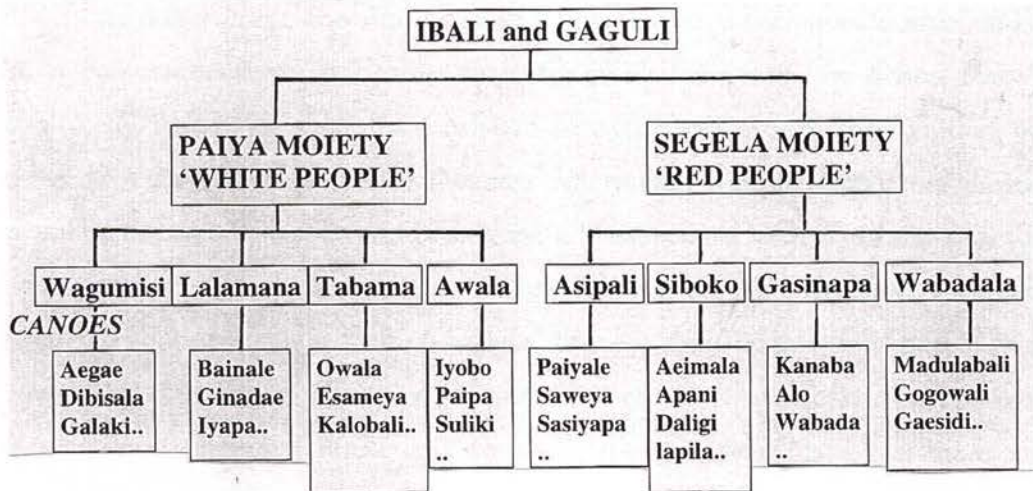 IBALI and GAGULI
PAIYA MOIETY
'WHITE PEOPLE'
SEGELA MOIETY
'RED PEOPLE'
Wagumisi
Lalamana
Tabama
Awala
Asipali
Siboko
Gasinapa
Wabadala
CANOES
Aegae
Dibisala
Galaki..
Bainale
Ginadae
Iyapa..
Owala
Esameya
Kalobali..
Iyobo
Paipa
Suliki
..
Paiyale
Saweya
Sasiyapa
..
Aeimala
Apani
Daligi
lapila..
Kanaba
Alo
Wabada
..
Madulabali
Gogowali
Gaesidi..